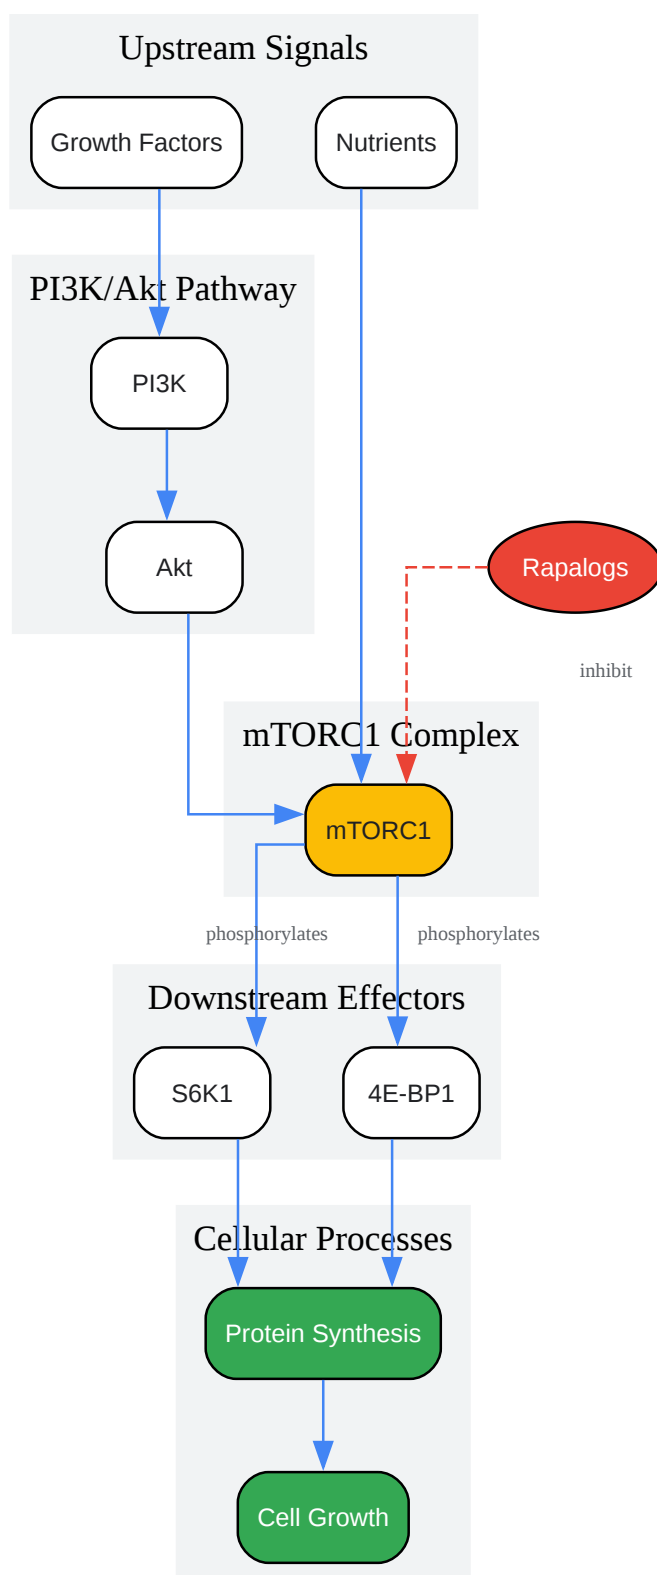 Upstream Signals
Growth Factors
Nutrients
PI3K/Akt Pathway
PI3K
Akt
Rapalogs
inhibit
mTORC1 Complex
mTORC1
phosphorylates
phosphorylates
Downstream Effectors
S6K1
4E-BP1
Cellular Processes
Protein Synthesis
Cell Growth